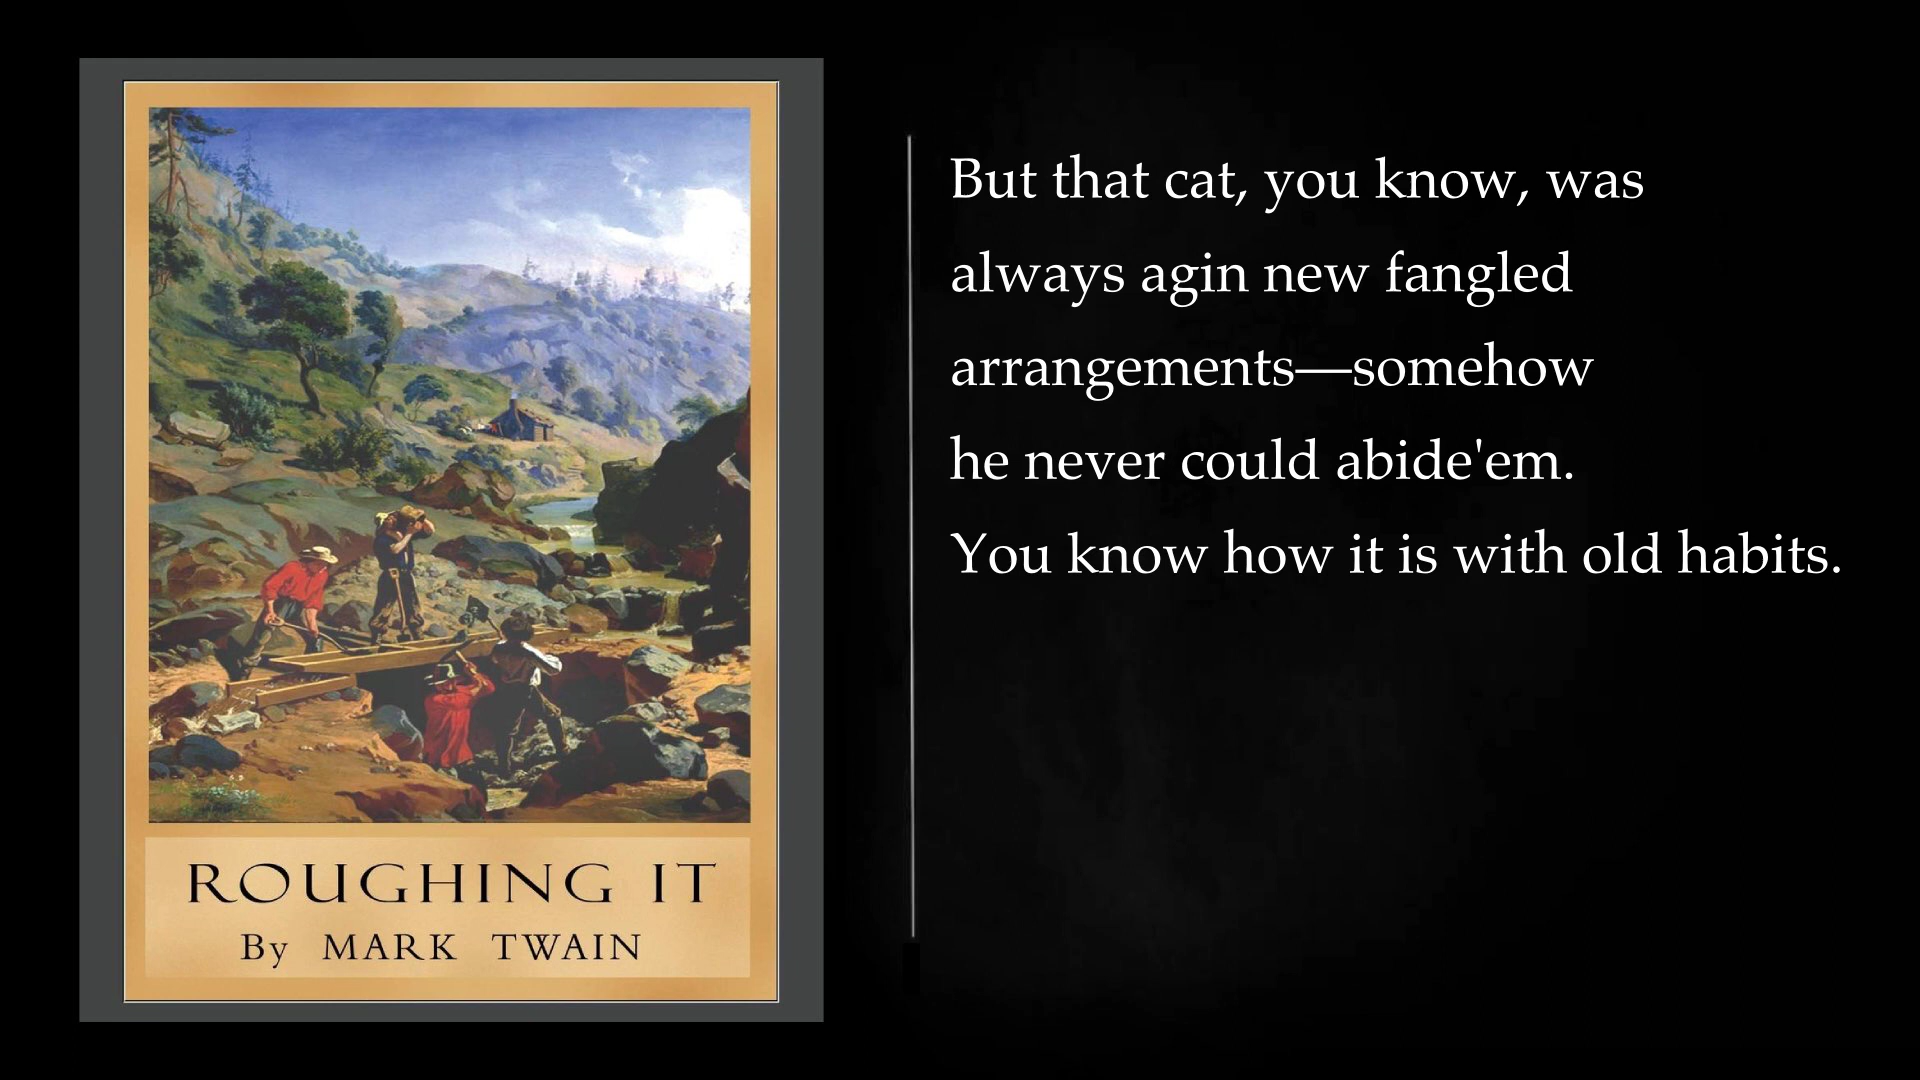 ROUGHING IT
By MARK TWAIN
But that cat, you know, was
always agin new fangled
arrangements—somehow
he never could abide'em.
You know how it is with old habits.